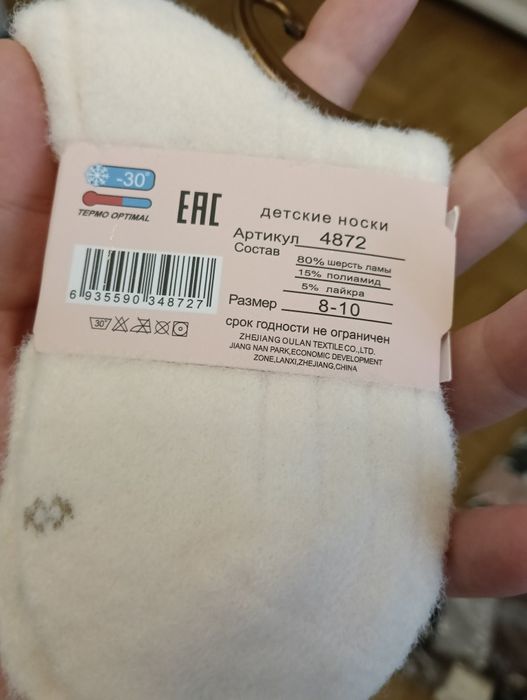 -30°
ТЕРМО OPTIMAL
EAC
детские носки
Артикул 4872
Состав 80% шерсть ламы
15% полиамид
5% лайкра
6 935590 348727
Размер 8-10
30°
срок годности не ограничен
ZHEJIANG OULAN TEXTILE CO.,LTD.
JIANG NAN PARK,ECONOMIC DEVELOPMENT
ZONE,LANXI,ZHEJIANG,CHINA